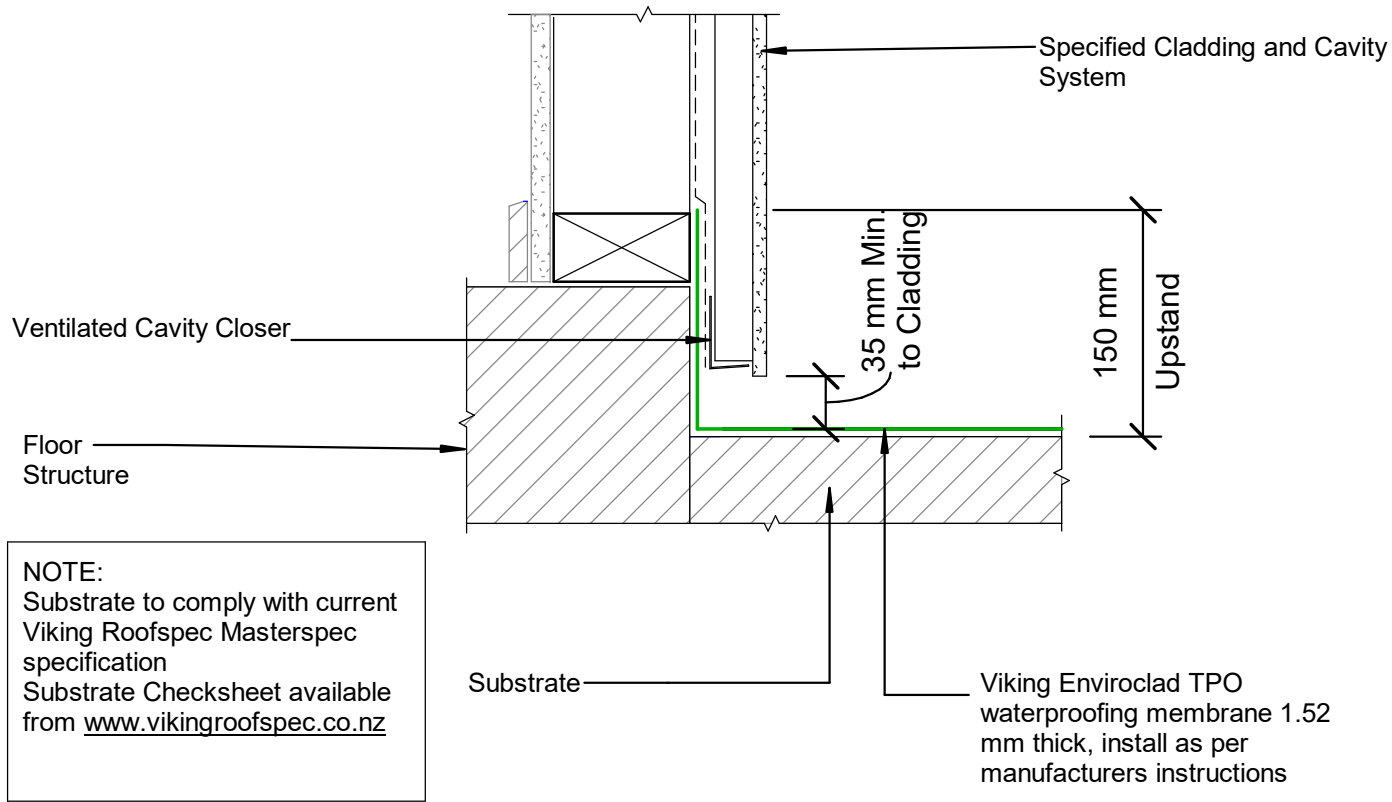 Specified Cladding and Cavity
System
35 mm Min.
to Cladding
150 mm
Upstand
Ventilated Cavity Closer
Floor
Structure
NOTE:
Substrate to comply with current
Viking Roofspec Masterspec
specification
Substrate Checksheet available
from www.vikingroofspec.co.nz
Substrate
Viking Enviroclad TPO
waterproofing membrane 1.52
mm thick, install as per
manufacturers instructions